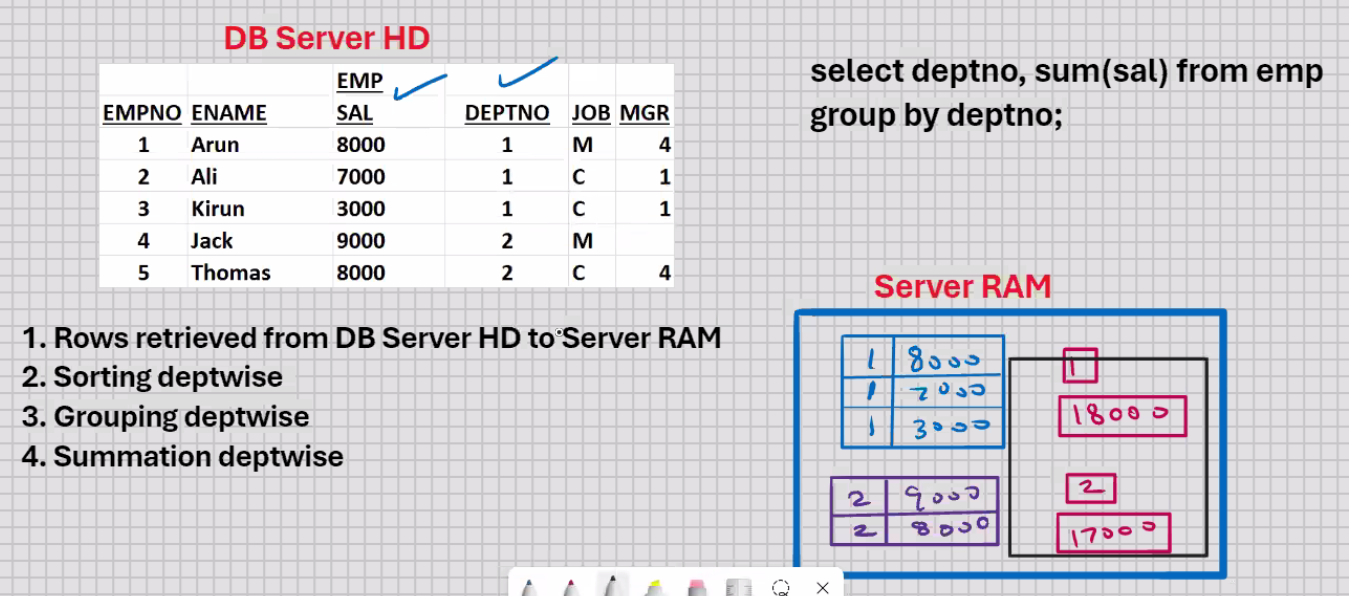 DB Server HD
EMP
EMPNO ENAME SAL DEPTNO JOB MGR
1 Arun 8000 1 M 4
2 Ali 7000 1 C 1
3 Kirun 3000 1 C 1
4 Jack 9000 2 M
5 Thomas 8000 2 C 4
select deptno, sum(sal) from emp
group by deptno;
1. Rows retrieved from DB Server HD to Server RAM
2. Sorting deptwise
3. Grouping deptwise
4. Summation deptwise
Server RAM
1 8000
1 7000
1 3000
2 9000
2 8000
1
18000
2
17000